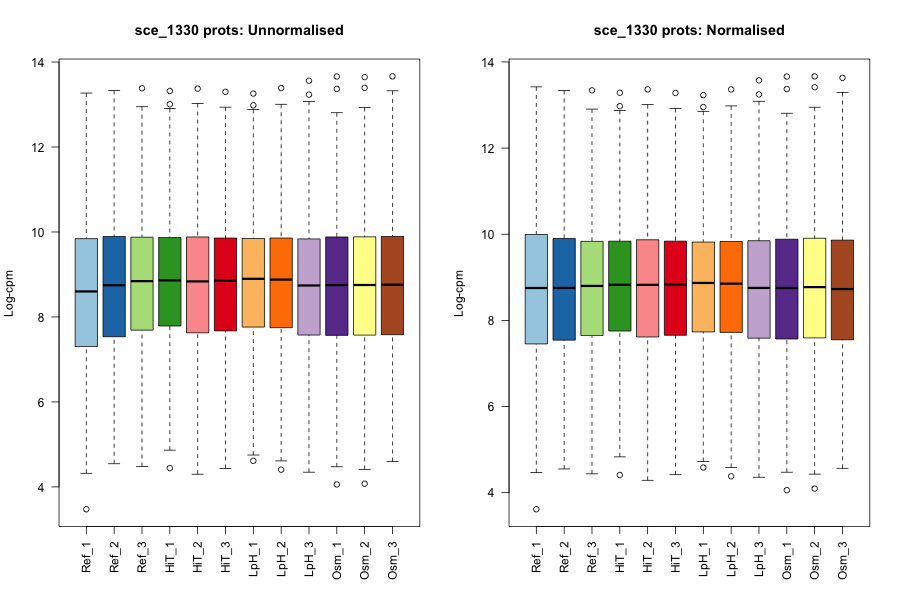 sce_1330 prots: Unnormalised
Log-cpm
14
12
10
8
6
4
Ref_1 Ref_2 Ref_3 HiT_1 HiT_2 HiT_3 LpH_1 LpH_2 LpH_3 Osm_1 Osm_2 Osm_3
sce_1330 prots: Normalised
Log-cpm
14
12
10
8
6
4
Ref_1 Ref_2 Ref_3 HiT_1 HiT_2 HiT_3 LpH_1 LpH_2 LpH_3 Osm_1 Osm_2 Osm_3